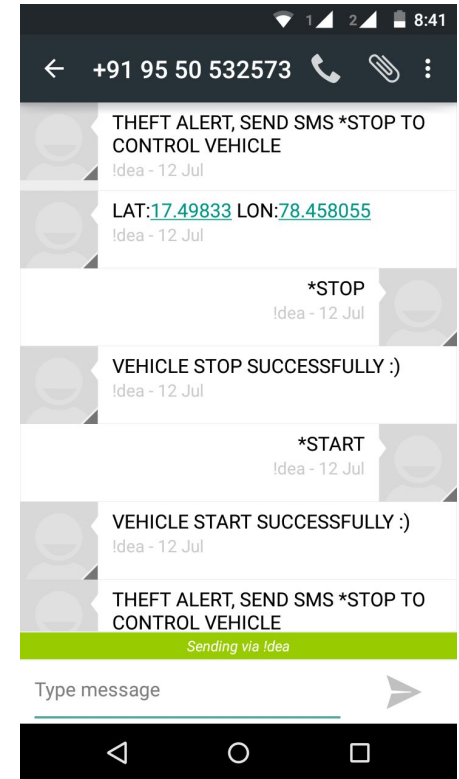 1 2 8:41
+91 95 50 532573
THEFT ALERT, SEND SMS *STOP TO
CONTROL VEHICLE
!dea - 12 Jul
LAT:17.49833 LON:78.458055
!dea - 12 Jul
*STOP
!dea - 12 Jul
VEHICLE STOP SUCCESSFULLY :)
!dea - 12 Jul
*START
!dea - 12 Jul
VEHICLE START SUCCESSFULLY :)
!dea - 12 Jul
THEFT ALERT, SEND SMS *STOP TO
CONTROL VEHICLE
Sending via !dea
Type message